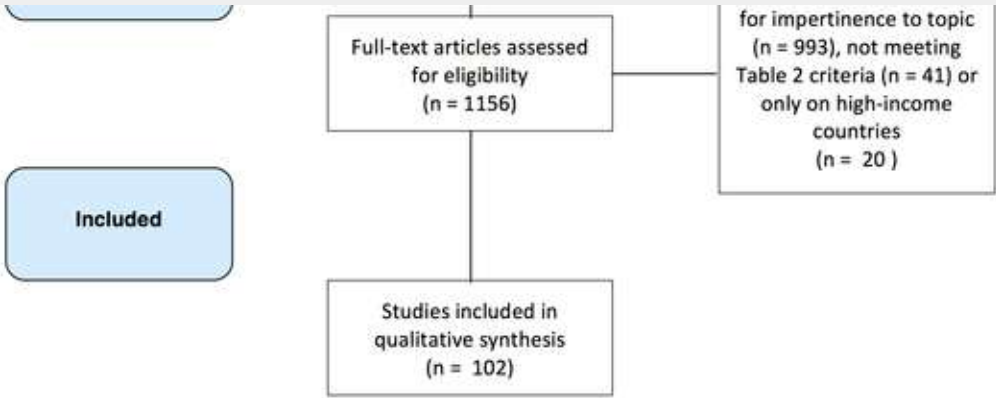 Full-text articles assessed
for eligibility
(n = 1156)
for impertinence to topic
(n = 993), not meeting
Table 2 criteria (n = 41) or
only on high-income
countries
(n =  20 )
Included
Studies included in
qualitative synthesis
(n =  102)